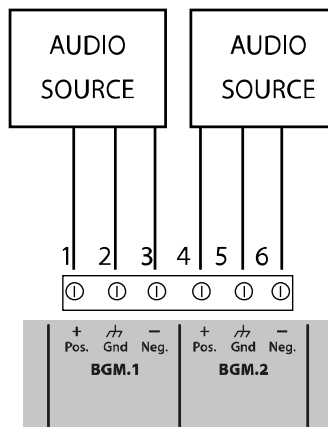 AUDIO SOURCE
AUDIO SOURCE
1 2 3 4 5 6
+ ⏚ – + ⏚ –
Pos. Gnd Neg. Pos. Gnd Neg.
BGM.1 BGM.2